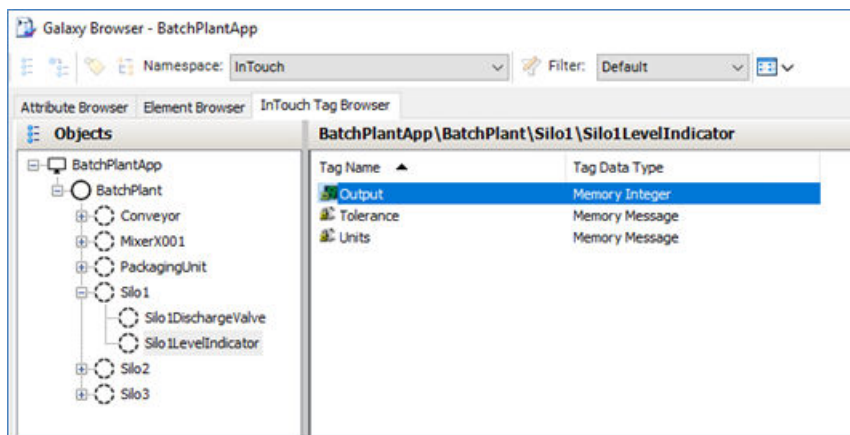 Galaxy Browser - BatchPlantApp
Namespace: InTouch Filter: Default
Attribute Browser Element Browser InTouch Tag Browser
Objects
BatchPlantApp
BatchPlant
Conveyor
MixerX001
PackagingUnit
Silo1
Silo1DischargeValve
Silo1LevelIndicator
Silo2
Silo3
BatchPlantApp\BatchPlant\Silo1\Silo1LevelIndicator
Tag Name Tag Data Type
Output Memory Integer
Tolerance Memory Message
Units Memory Message